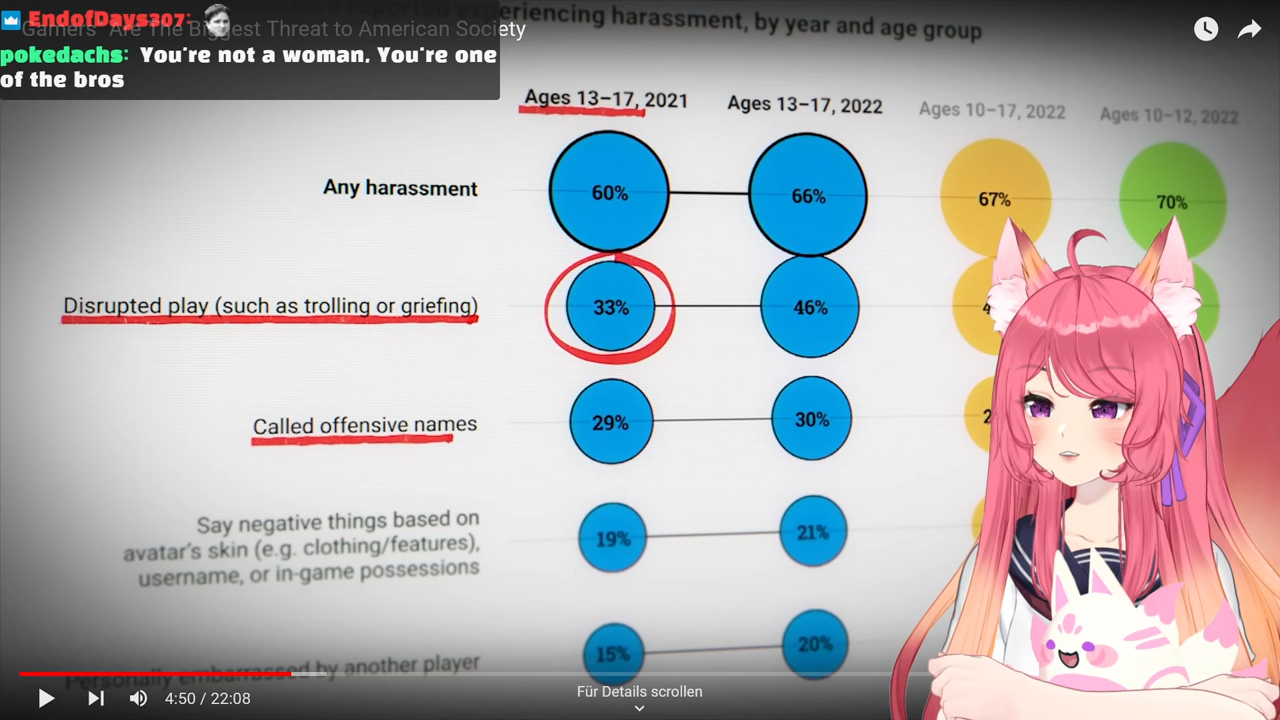 EndofDays307:
"Gamers" Are The Biggest Threat to American Society
pokedachs: You're not a woman. You're one
of the bros
reported experiencing harassment, by year and age group
Ages 13–17, 2021
Ages 13–17, 2022
Ages 10–17, 2022
Ages 10–12, 2022
Any harassment
60%
66%
67%
70%
Disrupted play (such as trolling or griefing)
33%
46%
Called offensive names
29%
30%
Say negative things based on
avatar's skin (e.g. clothing/features),
username, or in-game possessions
19%
21%
Personally embarrassed by another player
15%
20%
4:50 / 22:08
Für Details scrollen